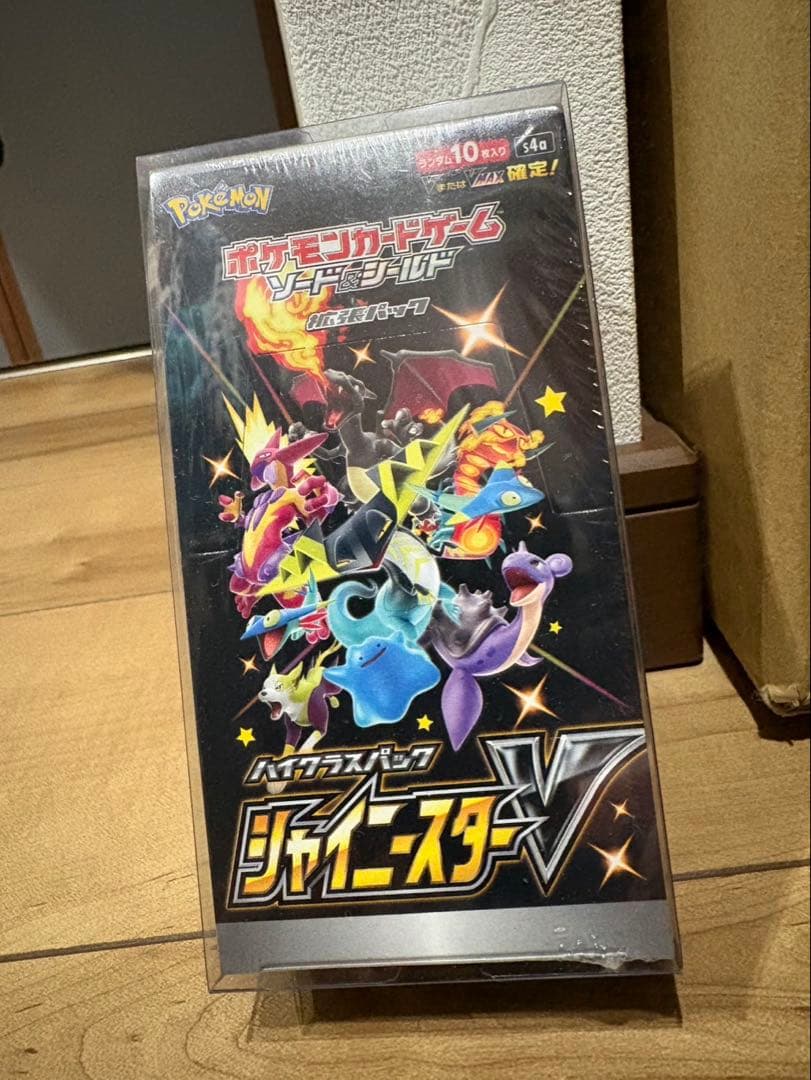 ランダム10枚入り s4a
VまたはVMAX確定!
POKÉMON
ポケモンカードゲーム
ソード&シールド
拡張パック
ハイクラスパック
シャイニースターV